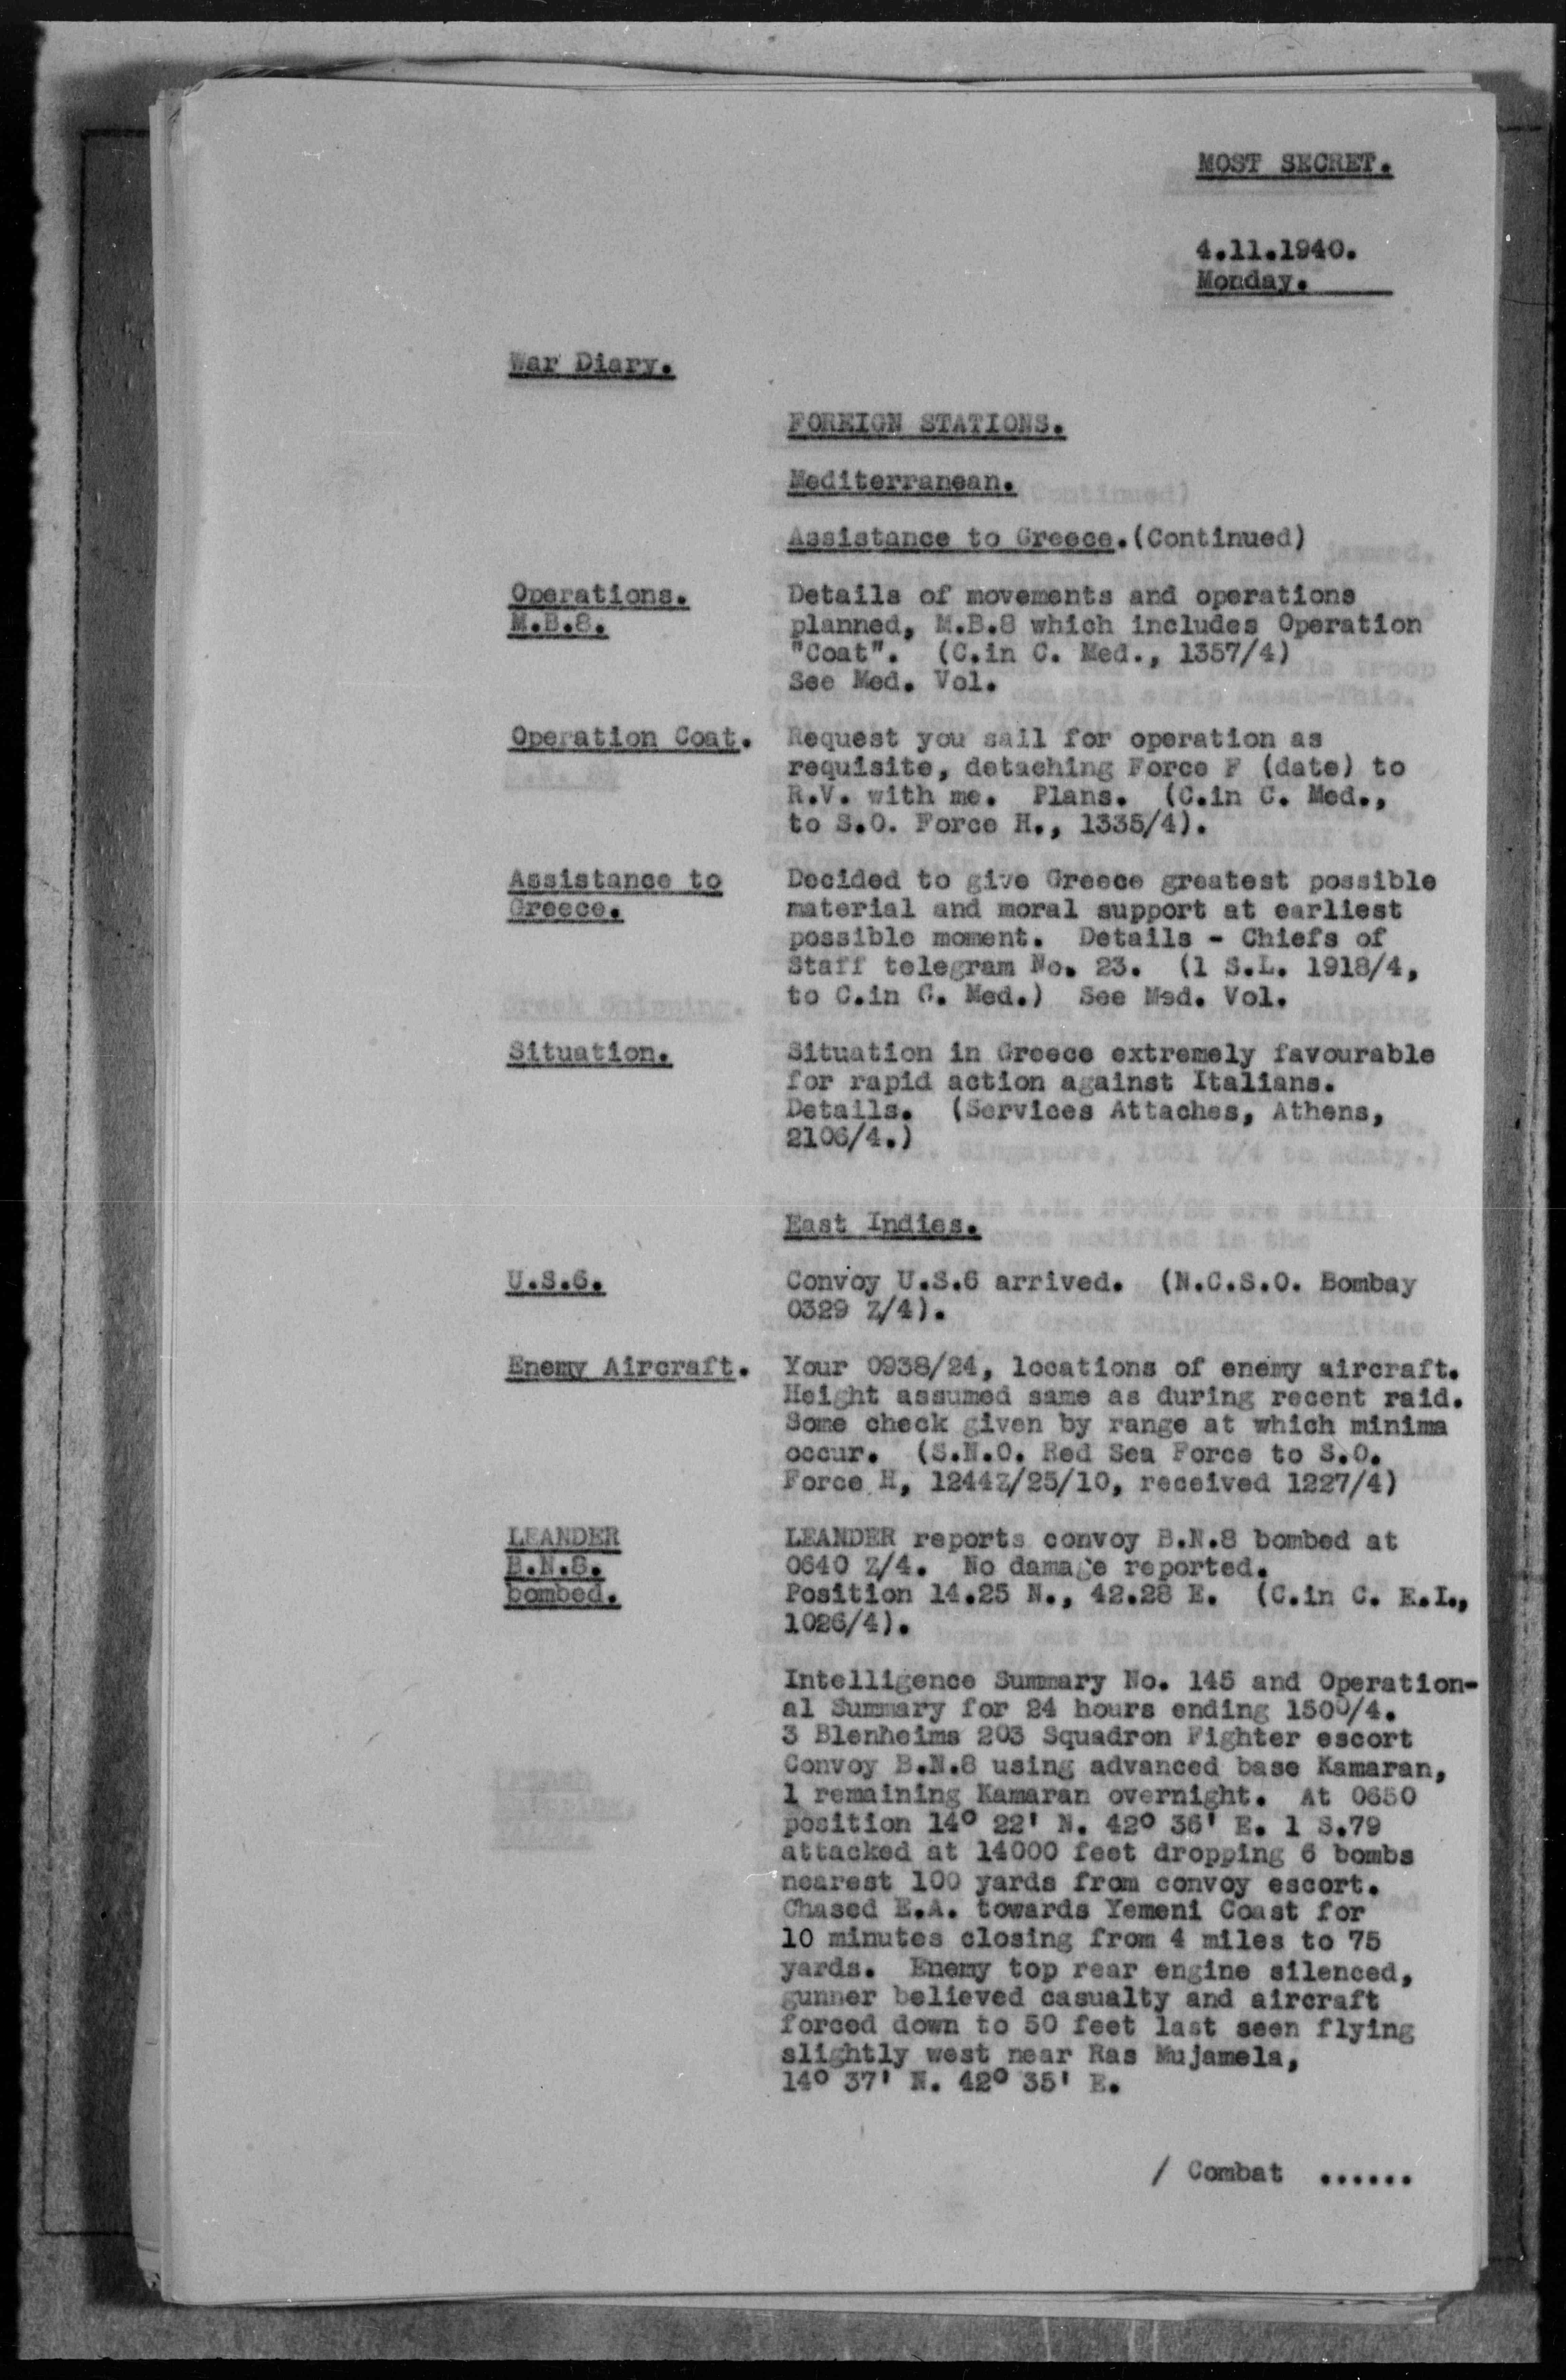 MOST SECRET.
4.11.1940.
Monday.
War Diary.
FOREIGN STATIONS.
Mediterranean.
Assistance to Greece.(Continued)
Operations.
M.B.8.
Details of movements and operations
planned, M.B.8 which includes Operation
"Coat". (C.in C. Med., 1357/4)
See Med. Vol.
Operation Coat.
Request you sail for operation as
requisite, detaching Force F (date) to
R.V. with me. Plans. (C.in C. Med.,
to S.O. Force H., 1335/4).
Assistance to
Greece.
Decided to give Greece greatest possible
material and moral support at earliest
possible moment. Details - Chiefs of
Staff telegram No. 23. (1 S.L. 1918/4,
to C.in C. Med.) See Med. Vol.
Situation.
Situation in Greece extremely favourable
for rapid action against Italians.
Details. (Services Attaches, Athens,
2106/4.)
East Indies.
U.S.6.
Convoy U.S.6 arrived. (N.C.S.O. Bombay
0329 Z/4).
Enemy Aircraft.
Your 0938/24, locations of enemy aircraft.
Height assumed same as during recent raid.
Some check given by range at which minima
occur. (S.N.O. Red Sea Force to S.O.
Force H, 1244Z/25/10, received 1227/4)
LEANDER
B.N.8.
bombed.
LEANDER reports convoy B.N.8 bombed at
0640 Z/4. No damage reported.
Position 14.25 N., 42.28 E. (C.in C. E.I.,
1026/4).
Intelligence Summary No. 145 and Operation-
al Summary for 24 hours ending 1500/4.
3 Blenheims 203 Squadron Fighter escort
Convoy B.N.8 using advanced base Kamaran,
1 remaining Kamaran overnight. At 0650
position 14° 22' N. 42° 36' E. 1 S.79
attacked at 14000 feet dropping 6 bombs
nearest 100 yards from convoy escort.
Chased E.A. towards Yemeni Coast for
10 minutes closing from 4 miles to 75
yards. Enemy top rear engine silenced,
gunner believed casualty and aircraft
forced down to 50 feet last seen flying
slightly west near Ras Mujamela,
14° 37' N. 42° 35' E.
/ Combat ......